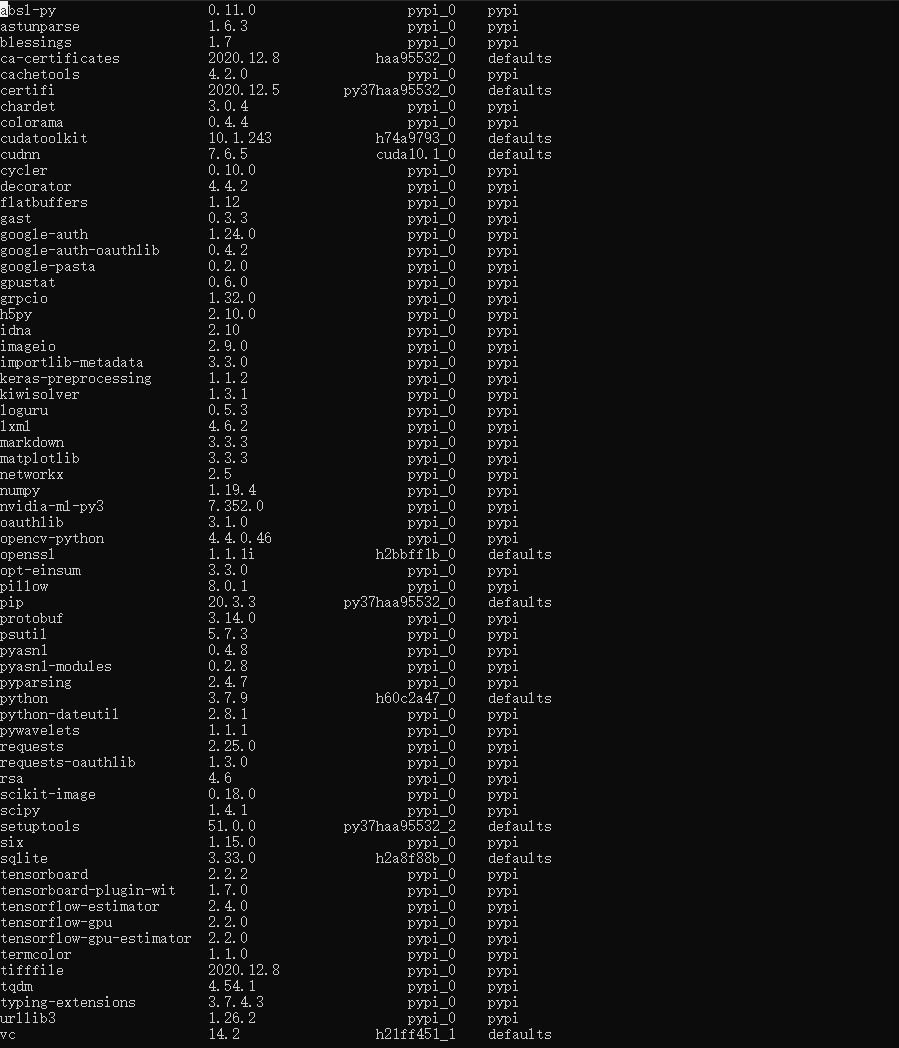 absl-py 0.11.0 pypi_0 pypi
astunparse 1.6.3 pypi_0 pypi
blessings 1.7 pypi_0 pypi
ca-certificates 2020.12.8 haa95532_0 defaults
cachetools 4.2.0 pypi_0 pypi
certifi 2020.12.5 py37haa95532_0 defaults
chardet 3.0.4 pypi_0 pypi
colorama 0.4.4 pypi_0 pypi
cudatoolkit 10.1.243 h74a9793_0 defaults
cudnn 7.6.5 cuda10.1_0 defaults
cycler 0.10.0 pypi_0 pypi
decorator 4.4.2 pypi_0 pypi
flatbuffers 1.12 pypi_0 pypi
gast 0.3.3 pypi_0 pypi
google-auth 1.24.0 pypi_0 pypi
google-auth-oauthlib 0.4.2 pypi_0 pypi
google-pasta 0.2.0 pypi_0 pypi
gpustat 0.6.0 pypi_0 pypi
grpcio 1.32.0 pypi_0 pypi
h5py 2.10.0 pypi_0 pypi
idna 2.10 pypi_0 pypi
imageio 2.9.0 pypi_0 pypi
importlib-metadata 3.3.0 pypi_0 pypi
keras-preprocessing 1.1.2 pypi_0 pypi
kiwisolver 1.3.1 pypi_0 pypi
loguru 0.5.3 pypi_0 pypi
lxml 4.6.2 pypi_0 pypi
markdown 3.3.3 pypi_0 pypi
matplotlib 3.3.3 pypi_0 pypi
networkx 2.5 pypi_0 pypi
numpy 1.19.4 pypi_0 pypi
nvidia-ml-py3 7.352.0 pypi_0 pypi
oauthlib 3.1.0 pypi_0 pypi
opencv-python 4.4.0.46 pypi_0 pypi
openssl 1.1.1i h2bbff1b_0 defaults
opt-einsum 3.3.0 pypi_0 pypi
pillow 8.0.1 pypi_0 pypi
pip 20.3.3 py37haa95532_0 defaults
protobuf 3.14.0 pypi_0 pypi
psutil 5.7.3 pypi_0 pypi
pyasn1 0.4.8 pypi_0 pypi
pyasn1-modules 0.2.8 pypi_0 pypi
pyparsing 2.4.7 pypi_0 pypi
python 3.7.9 h60c2a47_0 defaults
python-dateutil 2.8.1 pypi_0 pypi
pywavelets 1.1.1 pypi_0 pypi
requests 2.25.0 pypi_0 pypi
requests-oauthlib 1.3.0 pypi_0 pypi
rsa 4.6 pypi_0 pypi
scikit-image 0.18.0 pypi_0 pypi
scipy 1.4.1 pypi_0 pypi
setuptools 51.0.0 py37haa95532_2 defaults
six 1.15.0 pypi_0 pypi
sqlite 3.33.0 h2a8f88b_0 defaults
tensorboard 2.2.2 pypi_0 pypi
tensorboard-plugin-wit 1.7.0 pypi_0 pypi
tensorflow-estimator 2.4.0 pypi_0 pypi
tensorflow-gpu 2.2.0 pypi_0 pypi
tensorflow-gpu-estimator 2.2.0 pypi_0 pypi
termcolor 1.1.0 pypi_0 pypi
tifffile 2020.12.8 pypi_0 pypi
tqdm 4.54.1 pypi_0 pypi
typing-extensions 3.7.4.3 pypi_0 pypi
urllib3 1.26.2 pypi_0 pypi
vc 14.2 h21ff451_1 defaults